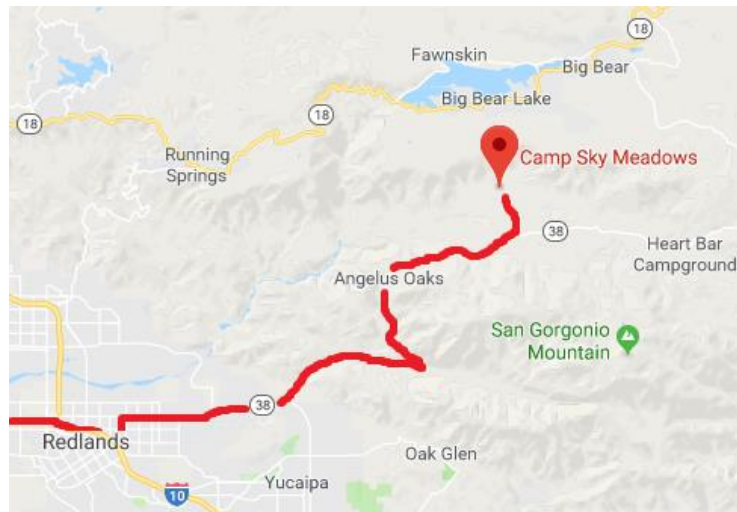 18
Fawnskin
Big Bear
18
18
Big Bear Lake
Running
Springs
Camp Sky Meadows
38
Heart Bar
Campground
Angelus Oaks
San Gorgonio
Mountain
38
Redlands
Oak Glen
Yucaipa
10